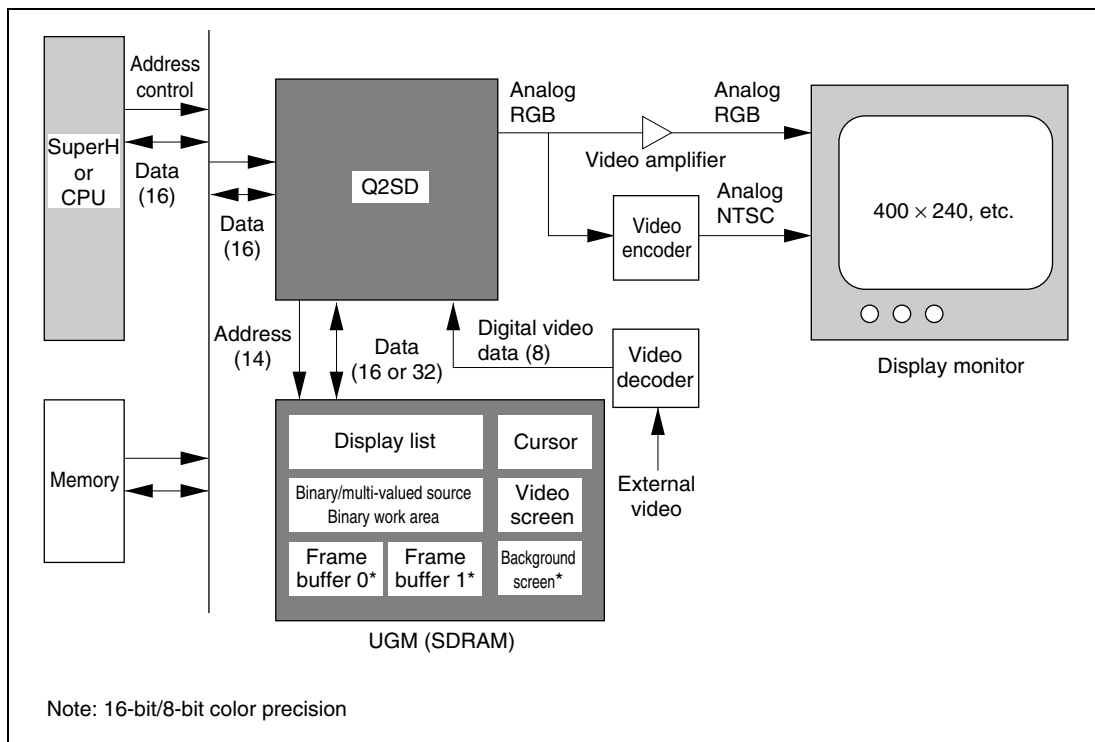 Address
control
SuperH
or
CPU
Data
(16)
Data
(16)
Q2SD
Analog
RGB
Video amplifier
Analog
RGB
Analog
NTSC
Video
encoder
400 × 240, etc.
Display monitor
Address
(14)
Data
(16 or 32)
Digital video
data (8)
Video
decoder
External
video
Memory
Display list
Cursor
Binary/multi-valued source
Binary work area
Video
screen
Frame
buffer 0*
Frame
buffer 1*
Background
screen*
UGM (SDRAM)
Note: 16-bit/8-bit color precision